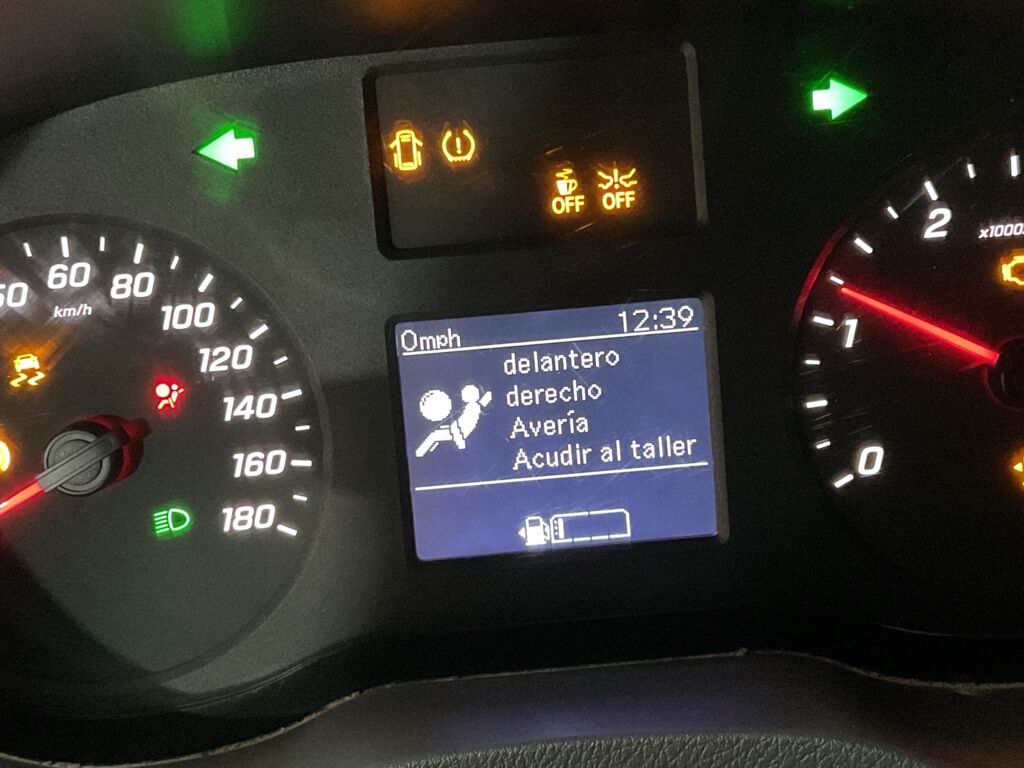 OFF OFF
60
80
km/h
100
120
140
160
180
0mph 12:39
delantero
derecho
Avería
Acudir al taller
2
1
0